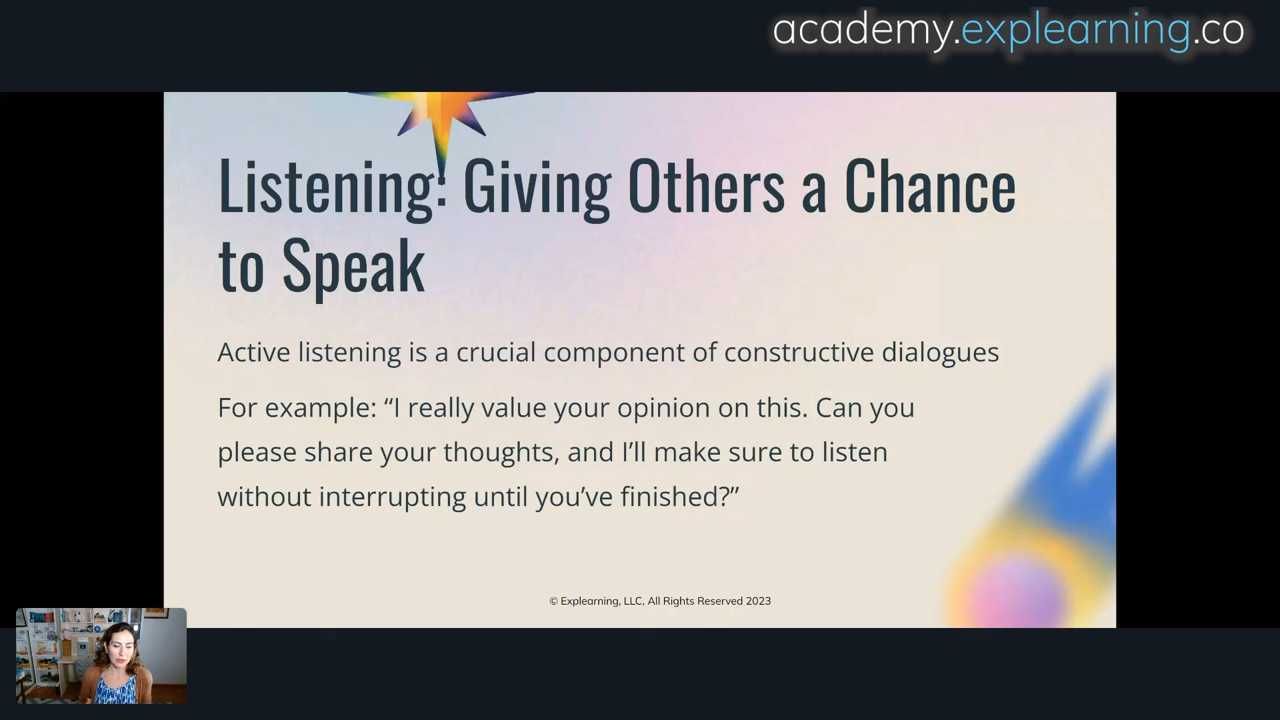 academy.explearning.co
Listening: Giving Others a Chance
to Speak
Active listening is a crucial component of constructive dialogues
For example: “I really value your opinion on this. Can you
please share your thoughts, and I’ll make sure to listen
without interrupting until you’ve finished?”
© Explearning, LLC, All Rights Reserved 2023